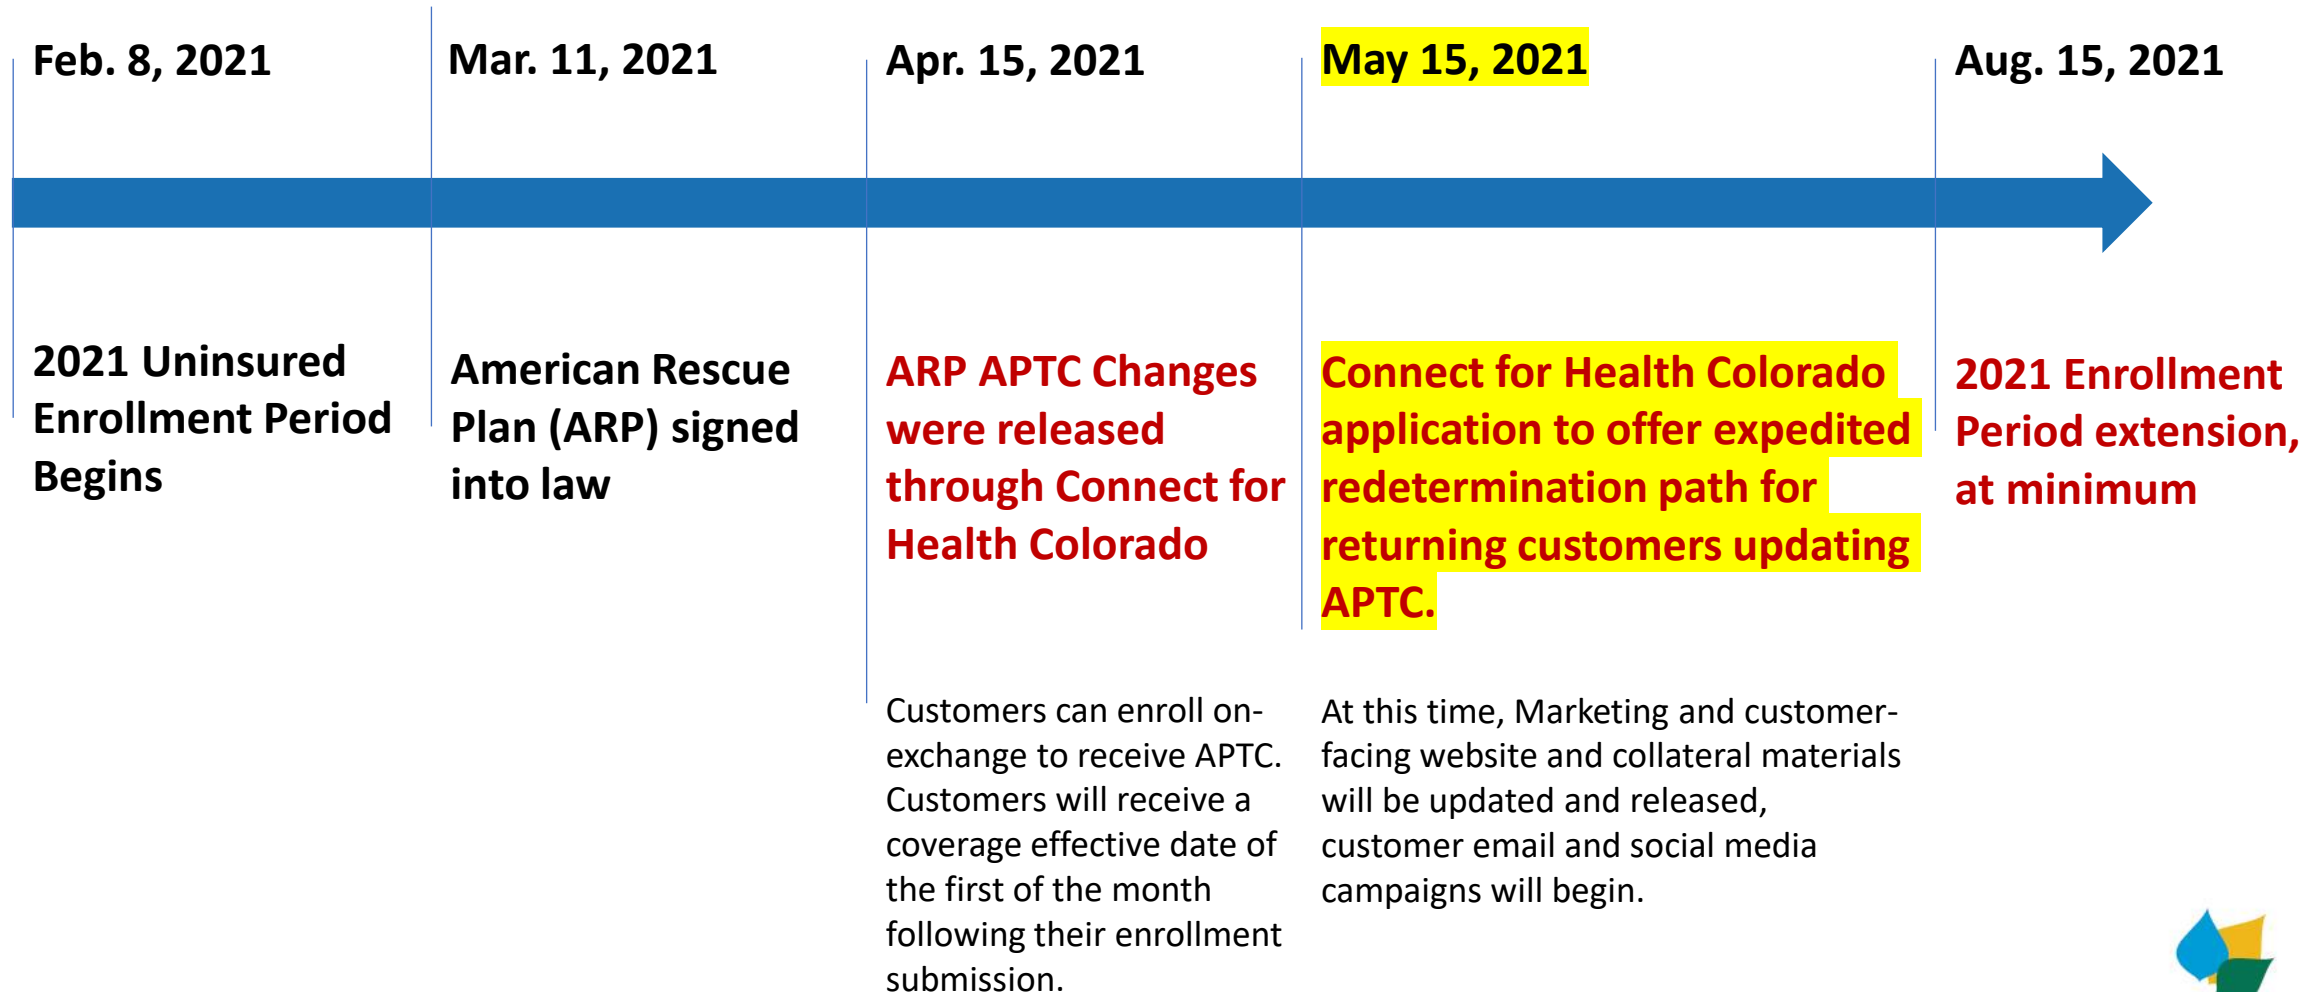 Feb. 8, 2021
Mar. 11, 2021
Apr. 15, 2021
May 15, 2021
Aug. 15, 2021
2021 Uninsured
Enrollment Period
Begins
American Rescue
Plan (ARP) signed
into law
ARP APTC Changes
were released
through Connect for
Health Colorado
Customers can enroll on-
exchange to receive APTC.
Customers will receive a
coverage effective date of
the first of the month
following their enrollment
submission.
Connect for Health Colorado
application to offer expedited
redetermination path for
returning customers updating
APTC.
At this time, Marketing and customer-
facing website and collateral materials
will be updated and released,
customer email and social media
campaigns will begin.
2021 Enrollment
Period extension,
at minimum